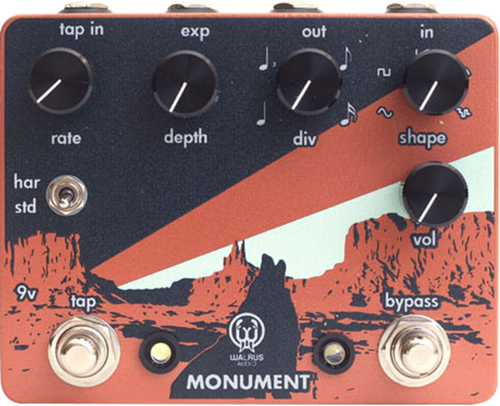 tap in exp out in
rate depth div shape
har
std
vol
9v tap bypass
WALRUS
AUDIO
MONUMENT